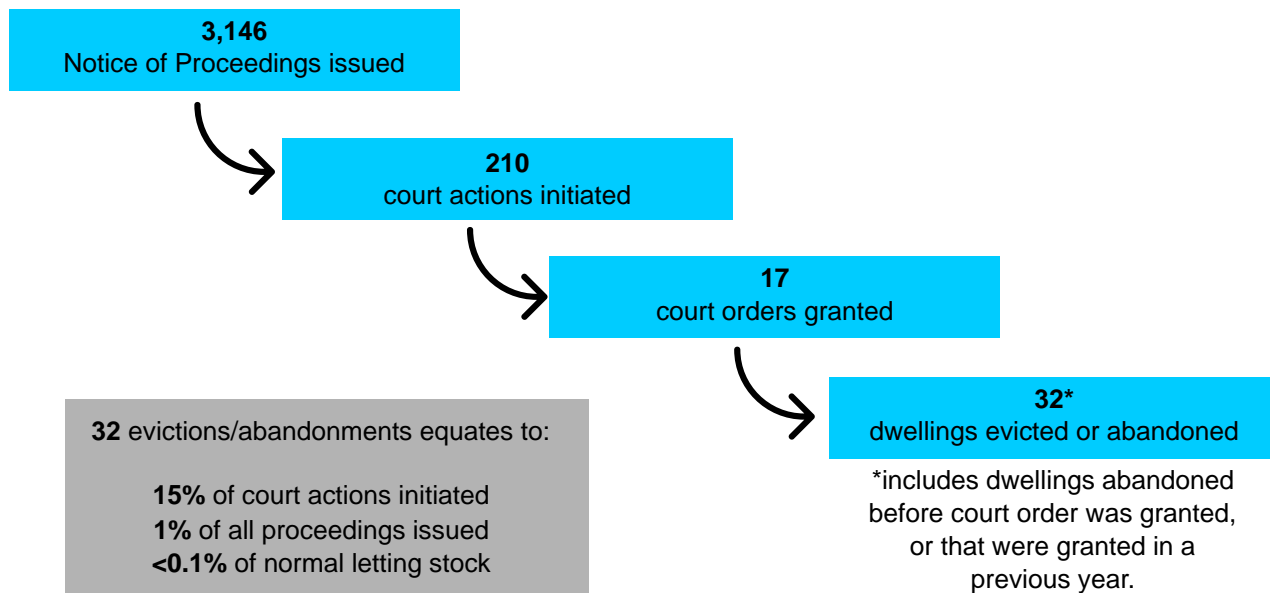 3,146
Notice of Proceedings issued
210
court actions initiated
17
court orders granted
32*
dwellings evicted or abandoned
*includes dwellings abandoned
before court order was granted,
or that were granted in a
previous year.
32 evictions/abandonments equates to:
15% of court actions initiated
1% of all proceedings issued
<0.1% of normal letting stock